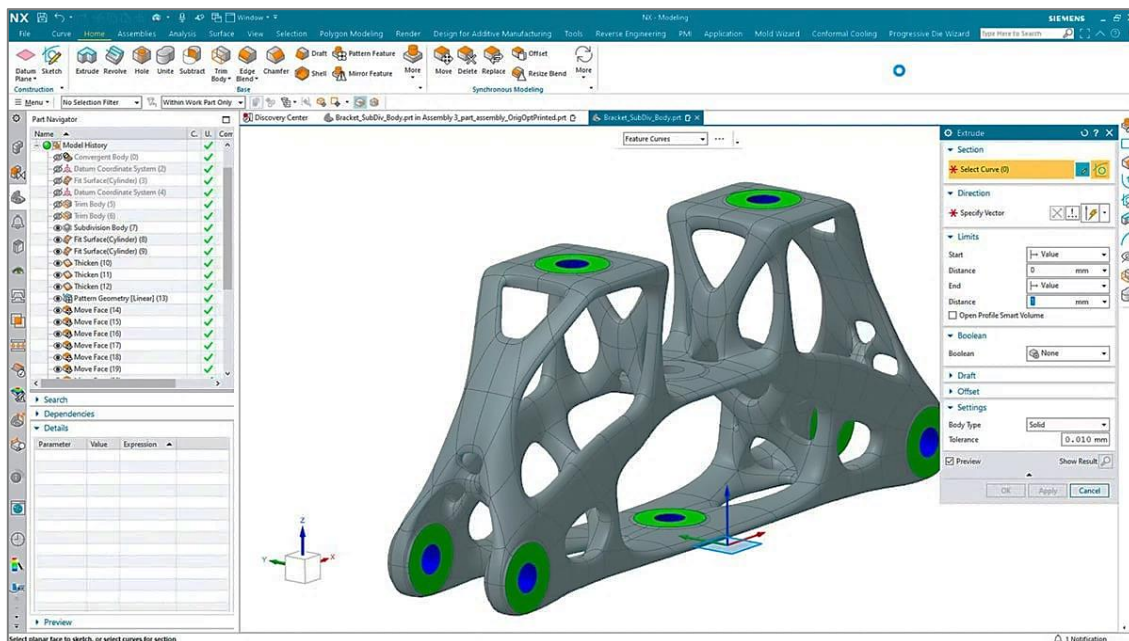 NX Window NX - Modeling SIEMENS
File Curve Home Assemblies Analysis Surface View Selection Polygon Modeling Render Design for Additive Manufacturing Tools Reverse Engineering PMI Application Mold Wizard Conformal Cooling Progressive Die Wizard Type Here to Search
Datum Plane Sketch Extrude Revolve Hole Unite Subtract Trim Body Edge Blend Chamfer Draft Pattern Feature More Move Delete Replace Offset More
Shell Mirror Feature Resize Blend
Construction Base Synchronous Modeling
Menu No Selection Filter Within Work Part Only
Part Navigator
Name C. U. Com
Model History
Convergent Body (0)
Datum Coordinate System (2)
Fit Surface(Cylinder) (3)
Datum Coordinate System (4)
Trim Body (5)
Trim Body (6)
Subdivision Body (7)
Fit Surface(Cylinder) (8)
Fit Surface(Cylinder) (9)
Thicken (10)
Thicken (11)
Thicken (12)
Pattern Geometry [Linear] (13)
Move Face (14)
Move Face (15)
Move Face (16)
Move Face (17)
Move Face (18)
Move Face (19)
Search
Dependencies
Details
Parameter Value Expression
Preview
Discovery Center Bracket_SubDiv_Body.prt in Assembly 3_part_assembly_OrigOptPrinted.prt Bracket_SubDiv_Body.prt
Feature Curves
Z
Y X
Extrude
Section
* Select Curve (0)
Direction
* Specify Vector
Limits
Start Value
Distance 0 mm
End Value
Distance mm
Open Profile Smart Volume
Boolean
Boolean None
Draft
Offset
Settings
Body Type Solid
Tolerance 0.010 mm
Preview Show Result
OK Apply Cancel
Select planar face to sketch, or select curves for section
1 Notification